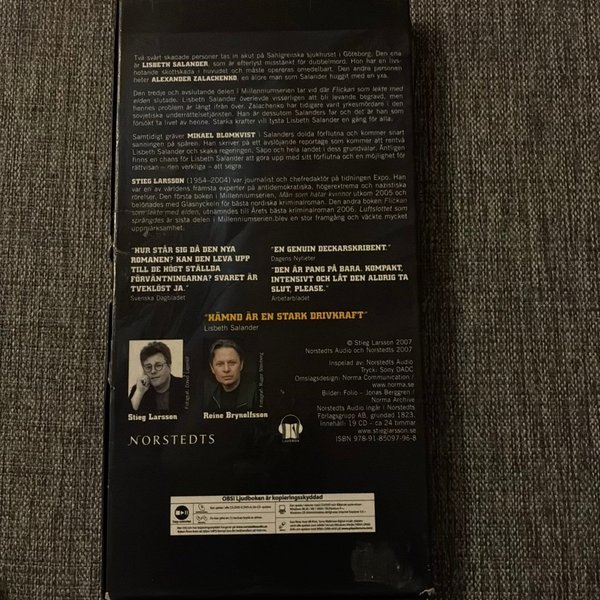 Två svårt skadade personer tas in akut på Sahlgrenska sjukhuset i Göteborg. Den ena
är LISBETH SALANDER, som är efterlyst misstänkt för dubbelmord. Hon har en livs-
hotande skottskada i huvudet och måste opereras omedelbart. Den andra personen
heter ALEXANDER ZALACHENKO, en äldre man som Salander huggit med en yxa.
Den tredje och avslutande delen i Millenniumserien tar vid där Flickan som lekte med
elden slutade. Lisbeth Salander överlevde visserligen att bli levande begravd, men
hennes problem är långt ifrån över. Zalachenko har tidigare varit yrkesmördare i den
sovjetiska underrättelsetjänsten. Han är dessutom Salanders far och det är han som
försökt ta livet av henne. Starka krafter vill tysta Lisbeth Salander en gång för alla.
Samtidigt gräver MIKAEL BLOMKVIST i Salanders dolda förflutna och kommer snart
sanningen på spåren. Han skriver på ett avslöjande reportage som kommer att rentvå
Lisbeth Salander och skaka regeringen, Säpo och hela landet i dess grundvalar. Äntligen
finns en chans för Lisbeth Salander att göra upp med sitt förflutna och en möjlighet för
rättvisan – den verkliga – att segra.
STIEG LARSSON (1954–2004) var journalist och chefredaktör på tidningen Expo. Han
var en av världens främsta experter på antidemokratiska, högerextrema och nazistiska
rörelser. Den första boken i Millenniumserien, Män som hatar kvinnor utkom 2005 och
belönades med Glasnyckeln för bästa nordiska kriminalroman. Den andra boken Flickan
som lekte med elden, utnämndes till Årets bästa kriminalroman 2006. Luftslottet som
sprängdes är sista delen i Millenniumserien. blev en stor framgång och väckte mycket
uppmärksamhet.
"HUR STÅR SIG DÅ DEN NYA
ROMANEN? KAN DEN LEVA UPP
TILL DE HÖGT STÄLLDA
FÖRVÄNTNINGARNA? SVARET ÄR
TVEKLÖST JA."
Svenska Dagbladet
"EN GENUIN DECKARSKRIBENT."
Dagens Nyheter
"DEN ÄR PANG PÅ BARA. KOMPAKT,
INTENSIVT OCH LÅT DEN ALDRIG TA
SLUT, PLEASE."
Arbetarbladet
"HÄMND ÄR EN STARK DRIVKRAFT"
Lisbeth Salander
© Stieg Larsson 2007
Norstedts Audio och Norstedts 2007
Inspelad av: Norstedts Audio
Tryck: Sony DADC
Omslagsdesign: Norma Communication /
www.norma.se
Bilder: Folio – Jonas Berggren /
Norma Archive
Norstedts Audio ingår i Norstedts
Förlagsgrupp AB, grundad 1823.
Innehåll: 19 CD – ca 24 timmar
www.stieglarsson.se
ISBN 978-91-85097-96-8
Stieg Larsson
Reine Brynolfsson
NORSTEDTS
LJUDBOK
OBS! Ljudboken är kopieringsskyddad